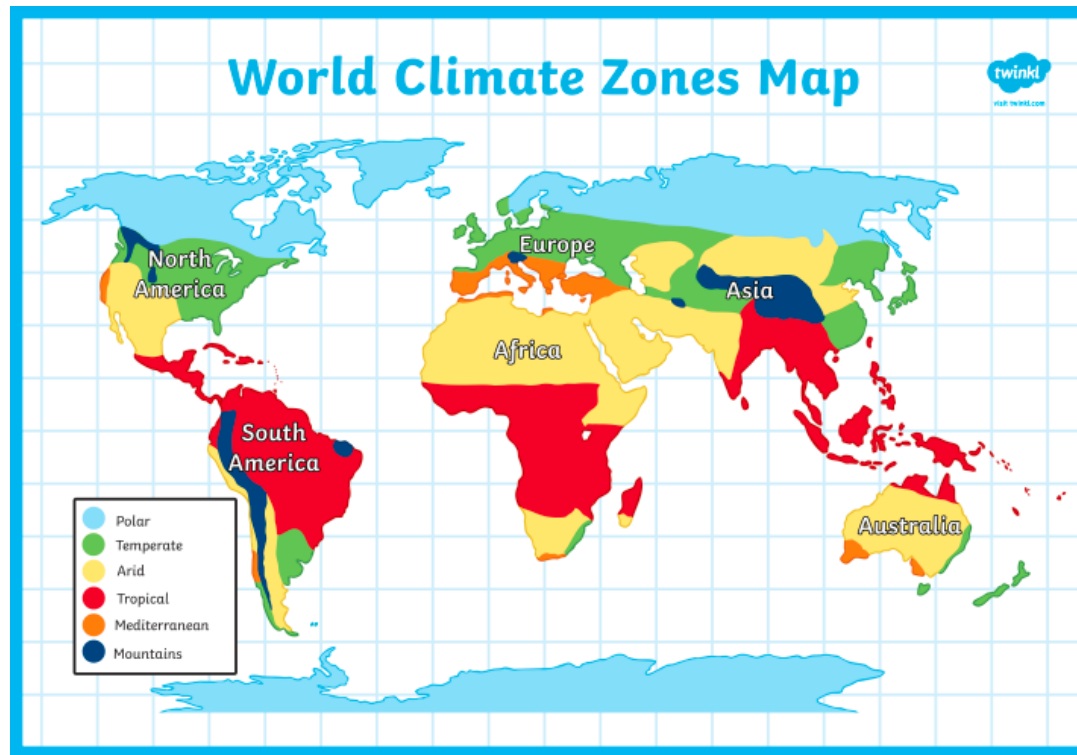 World Climate Zones Map
twinkl
visit twinkl.com
North
America
Europe
Asia
Africa
South
America
Australia
Polar
Temperate
Arid
Tropical
Mediterranean
Mountains